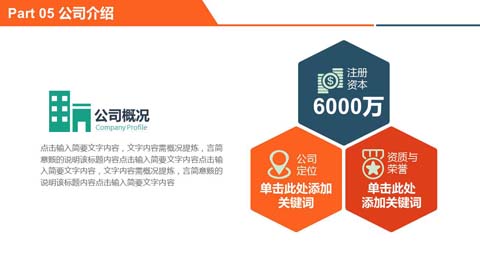 Part 05 公司介绍
公司概况
Company Profile
点击输入简要文字内容，文字内容需概况提炼，言简
意赅的说明该标题内容点击输入简要文字内容点击输
入简要文字内容，文字内容需概况提炼，言简意赅的说
明该标题内容点击输入简要文字内容
注册
资本
6000万
公司
定位
单击此处添加
关键词
资质与
荣誉
单击此处
添加关键词